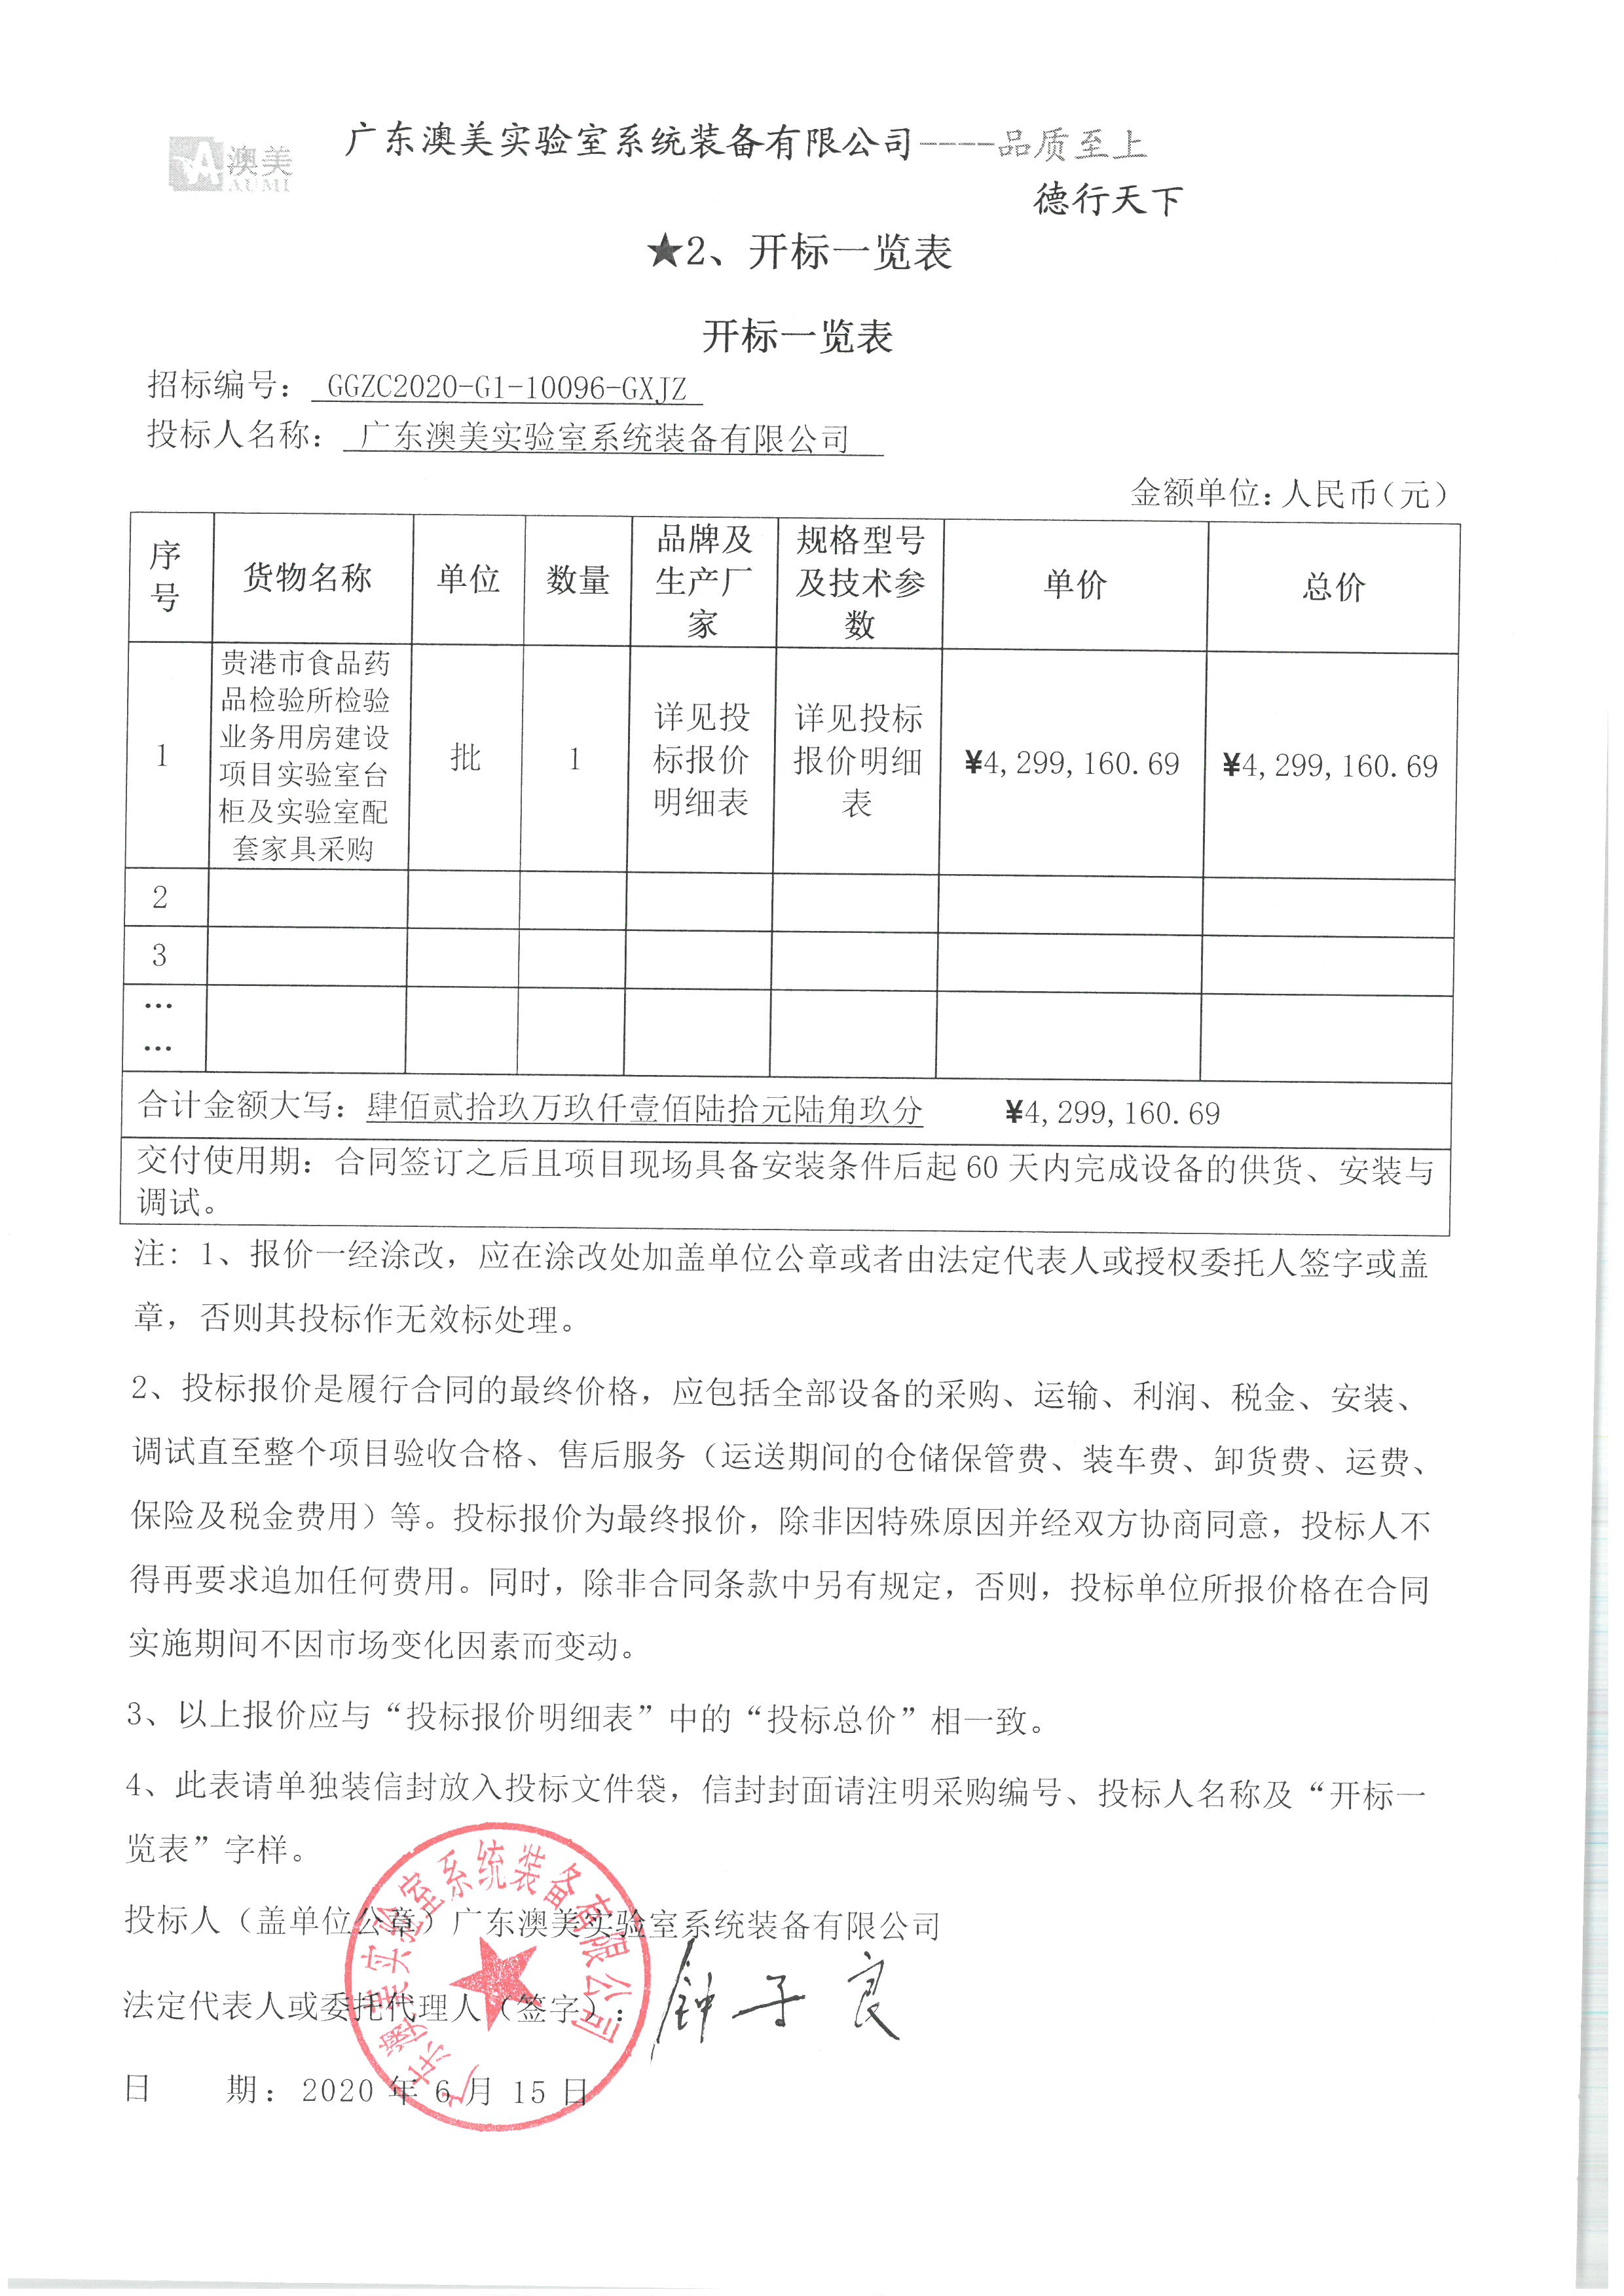 澳美
AUMI
广东澳美实验室系统装备有限公司----品质至上
德行天下
★2、开标一览表
开标一览表
招标编号： GGZC2020-G1-10096-GXJZ
投标人名称： 广东澳美实验室系统装备有限公司
金额单位：人民币（元）
序号 货物名称 单位 数量 品牌及生产厂家 规格型号及技术参数 单价 总价
1 贵港市食品药品检验所检验业务用房建设项目实验室台柜及实验室配套家具采购 批 1 详见投标报价明细表 详见投标报价明细表 ¥4,299,160.69 ¥4,299,160.69
2
3
…
…
合计金额大写：肆佰贰拾玖万玖仟壹佰陆拾元陆角玖分 ¥4,299,160.69
交付使用期：合同签订之后且项目现场具备安装条件后起 60 天内完成设备的供货、安装与
调试。
注：1、报价一经涂改，应在涂改处加盖单位公章或者由法定代表人或授权委托人签字或盖
章，否则其投标作无效标处理。
2、投标报价是履行合同的最终价格，应包括全部设备的采购、运输、利润、税金、安装、
调试直至整个项目验收合格、售后服务（运送期间的仓储保管费、装车费、卸货费、运费、
保险及税金费用）等。投标报价为最终报价，除非因特殊原因并经双方协商同意，投标人不
得再要求追加任何费用。同时，除非合同条款中另有规定，否则，投标单位所报价格在合同
实施期间不因市场变化因素而变动。
3、以上报价应与“投标报价明细表”中的“投标总价”相一致。
4、此表请单独装信封放入投标文件袋，信封封面请注明采购编号、投标人名称及“开标一
览表”字样。
投标人（盖单位公章）广东澳美实验室系统装备有限公司
法定代表人或委托代理人（签字）：钟子良
日 期：2020 年 6 月 15 日
广东澳美实验室系统装备有限公司